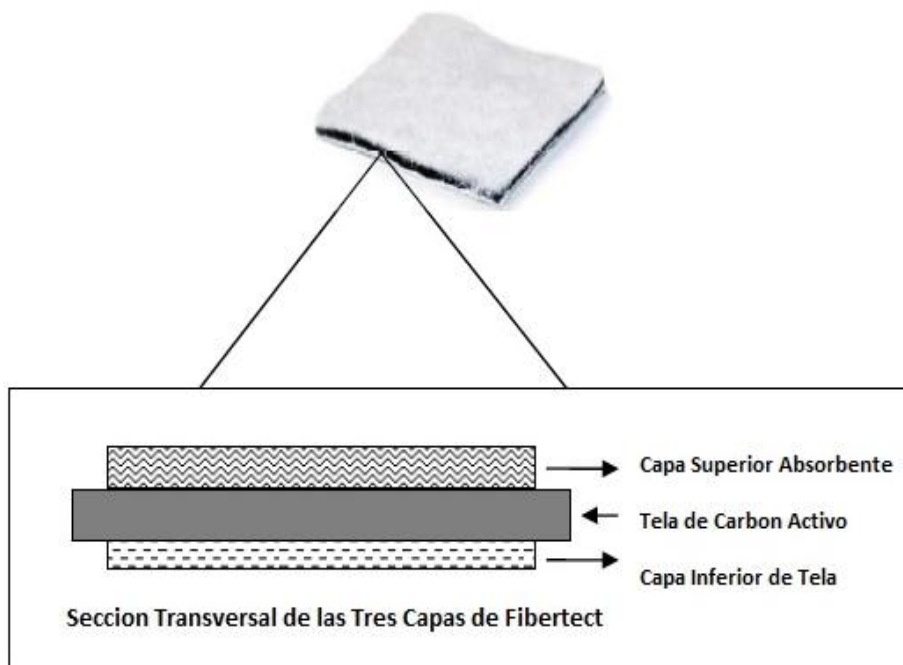 Capa Superior Absorbente
Tela de Carbon Activo
Capa Inferior de Tela
Seccion Transversal de las Tres Capas de Fibertect